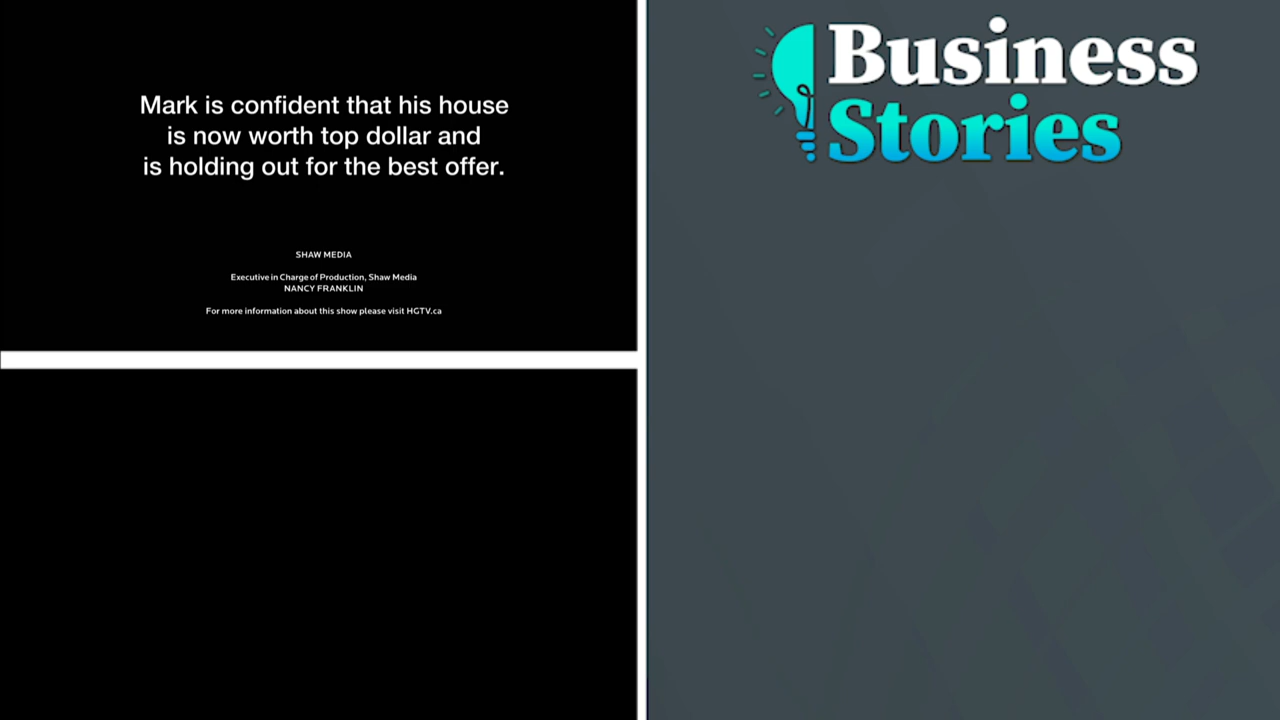 Mark is confident that his house
is now worth top dollar and
is holding out for the best offer.
SHAW MEDIA
Executive in Charge of Production, Shaw Media
NANCY FRANKLIN
For more information about this show please visit HGTV.ca
Business
Stories